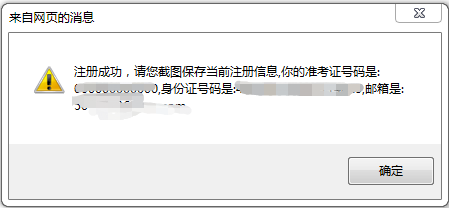 来自网页的消息
注册成功，请您截图保存当前注册信息,你的准考证号码是:
,身份证号码是:,邮箱是:
确定